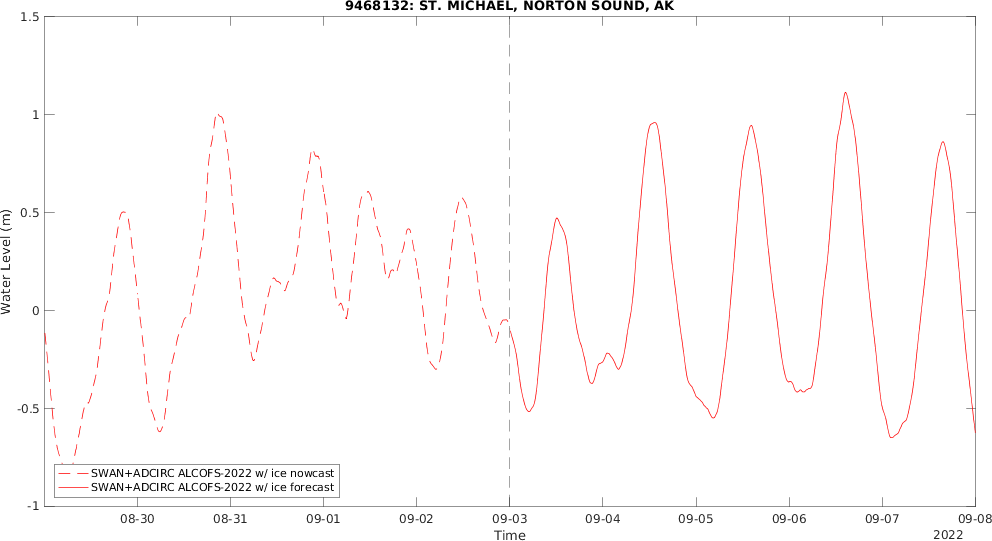 9468132: ST. MICHAEL, NORTON SOUND, AK
1.5
1
0.5
0
-0.5
-1
Water Level (m)
SWAN+ADCIRC ALCOFS-2022 w/ ice nowcast
SWAN+ADCIRC ALCOFS-2022 w/ ice forecast
08-30 08-31 09-01 09-02 09-03 09-04 09-05 09-06 09-07 09-08
Time
2022